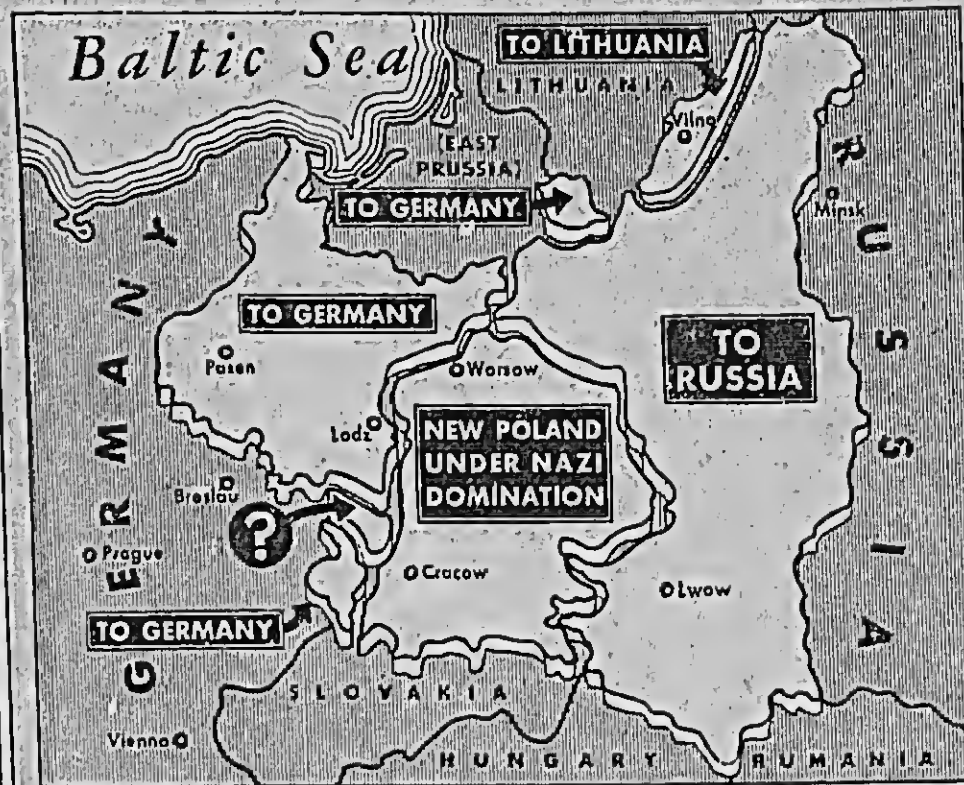 Baltic Sea
TO LITHUANIA
LITHUANIA
Vilna
(EAST
PRUSSIA)
TO GERMANY
Minsk
RUSSIA
GERMANY
TO GERMANY
Posen
Warsaw
TO
RUSSIA
Lodz
NEW POLAND
UNDER NAZI
DOMINATION
Breslau
?
Prague
Cracow
Lwow
TO GERMANY
SLOVAKIA
Vienna
HUNGARY
RUMANIA